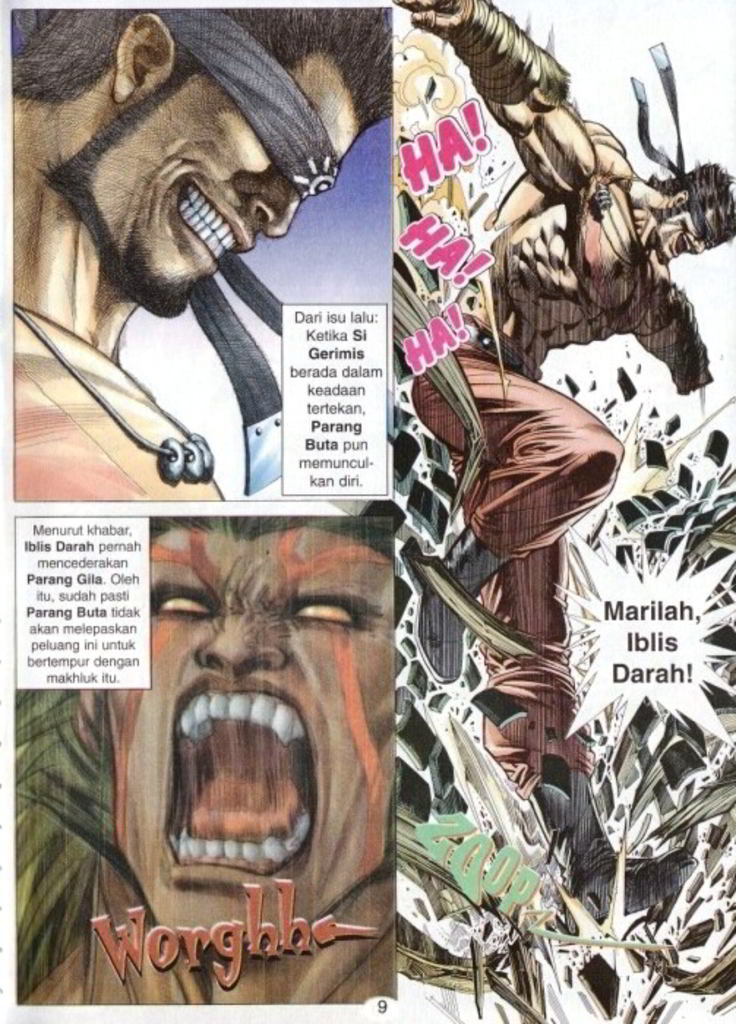 Dari isu lalu:
Ketika Si
Gerimis
berada dalam
keadaan
tertekan,
Parang
Buta pun
memuncul-
kan diri.
HA!
HA!
HA!
Menurut khabar,
Iblis Darah pernah
mencederakan
Parang Gila. Oleh
itu, sudah pasti
Parang Buta tidak
akan melepaskan
peluang ini untuk
bertempur dengan
makhluk itu.
Marilah,
Iblis
Darah!
ZOOP
Worghh
9